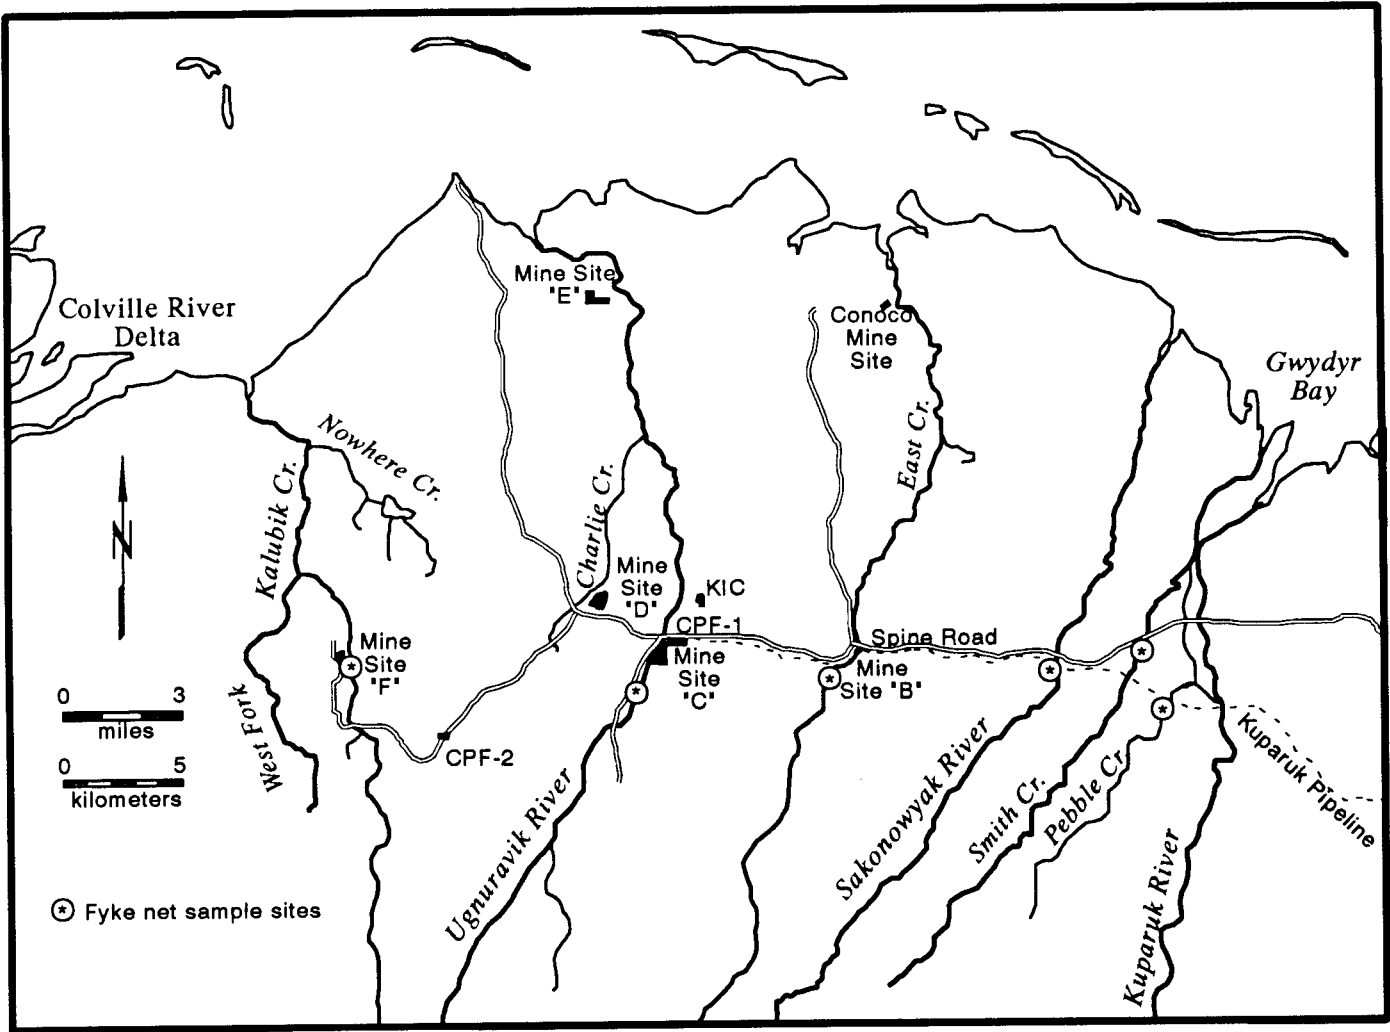 Mine Site
"E"
Colville River
Delta
Conoco
Mine
Site
Gwydyr
Bay
Nowhere Cr.
East Cr.
Kalubik Cr.
Charlie Cr.
N
Mine
Site
"D"
KIC
CPF-1
Spine Road
Mine
Site
"F"
Mine
Site
"C"
Mine
Site "B"
0 3
miles
0 5
kilometers
West Fork
CPF-2
Kuparuk Pipeline
Ugnuravik River
Sakonowyak River
Smith Cr.
Pebble Cr.
Kuparuk River
Fyke net sample sites